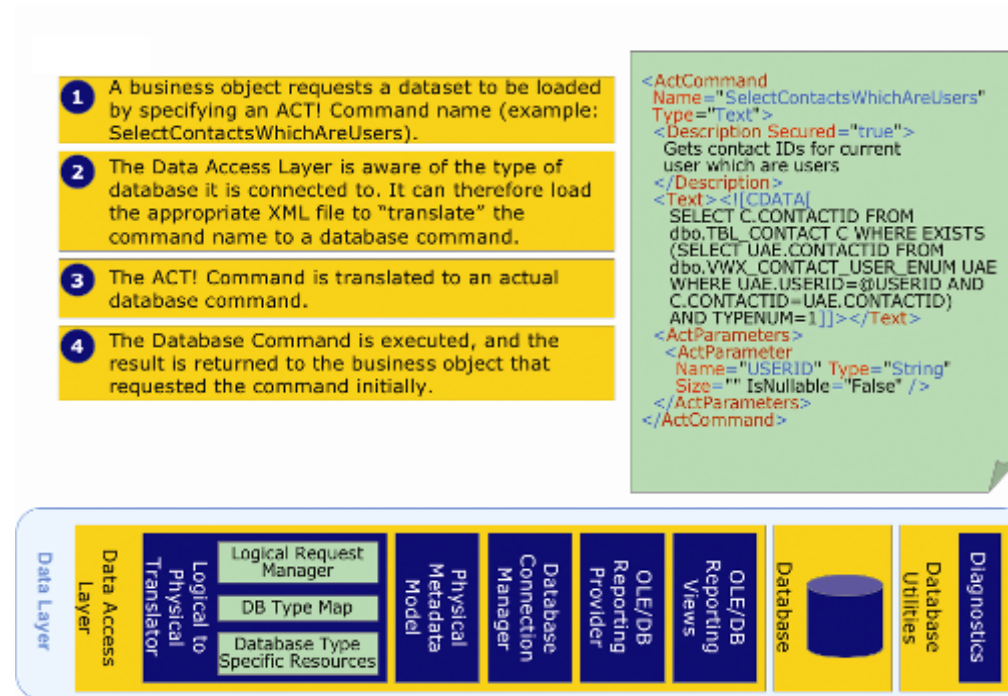 1
A business object requests a dataset to be loaded
by specifying an ACT! Command name (example:
SelectContactsWhichAreUsers).
2
The Data Access Layer is aware of the type of
database it is connected to. It can therefore load
the appropriate XML file to “translate” the
command name to a database command.
3
The ACT! Command is translated to an actual
database command.
4
The Database Command is executed, and the
result is returned to the business object that
requested the command initially.
<ActCommand
Name="SelectContactsWhichAreUsers"
Type="Text">
<Description Secured="true">
Gets contact IDs for current
user which are users
</Description>
<Text><![CDATA[
SELECT C.CONTACTID FROM
dbo.TBL_CONTACT C WHERE EXISTS
(SELECT UAE.CONTACTID FROM
dbo.VWX_CONTACT_USER_ENUM UAE
WHERE UAE.USERID=@USERID AND
C.CONTACTID=UAE.CONTACTID)
AND TYPENUM=1]]></Text>
<ActParameters>
<ActParameter
Name="USERID" Type="String"
Size="" IsNullable="False" />
</ActParameters>
</ActCommand>
Data Layer
Data Access
Layer
Logical to
Physical
Translator
Logical Request
Manager
DB Type Map
Database Type
Specific Resources
Physical
Metadata
Model
Database
Connection
Manager
OLE/DB
Reporting
Provider
OLE/DB
Reporting
Views
Database
Database
Utilities
Diagnostics